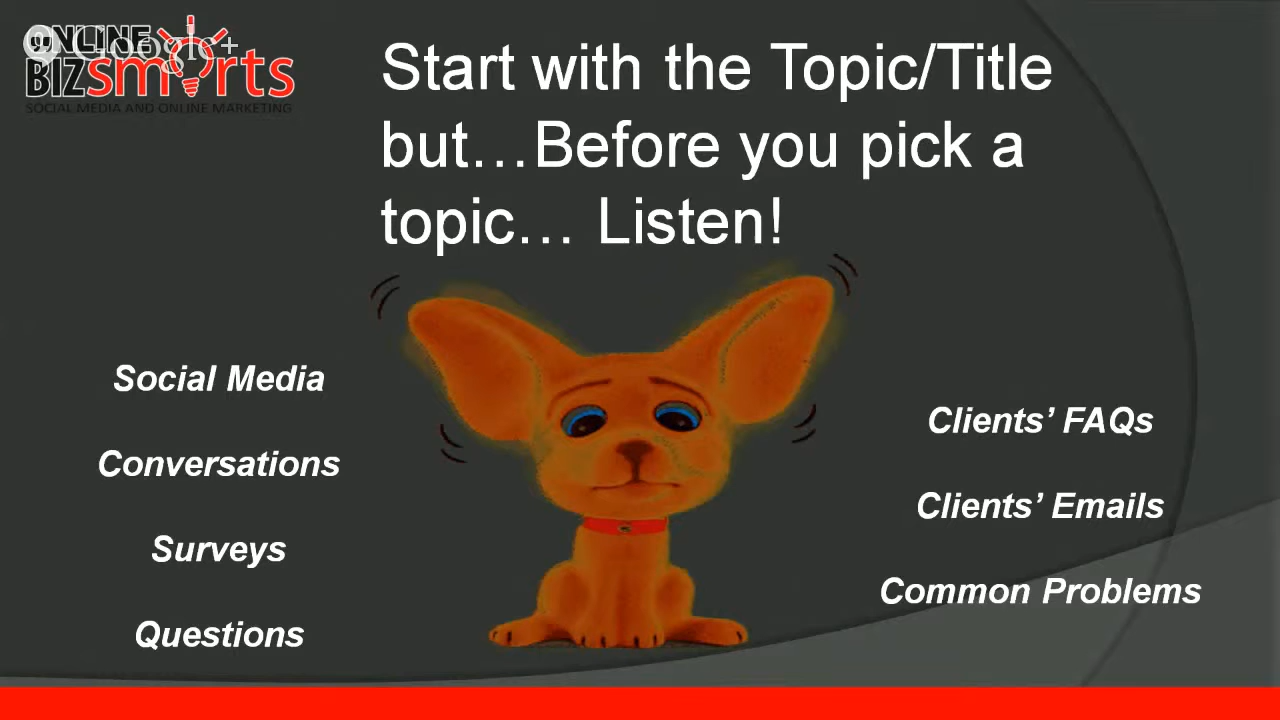 ONLINE
Google+
BIZsmarts
SOCIAL MEDIA AND ONLINE MARKETING
Start with the Topic/Title
but…Before you pick a
topic… Listen!
Social Media
Conversations
Surveys
Questions
Clients’ FAQs
Clients’ Emails
Common Problems